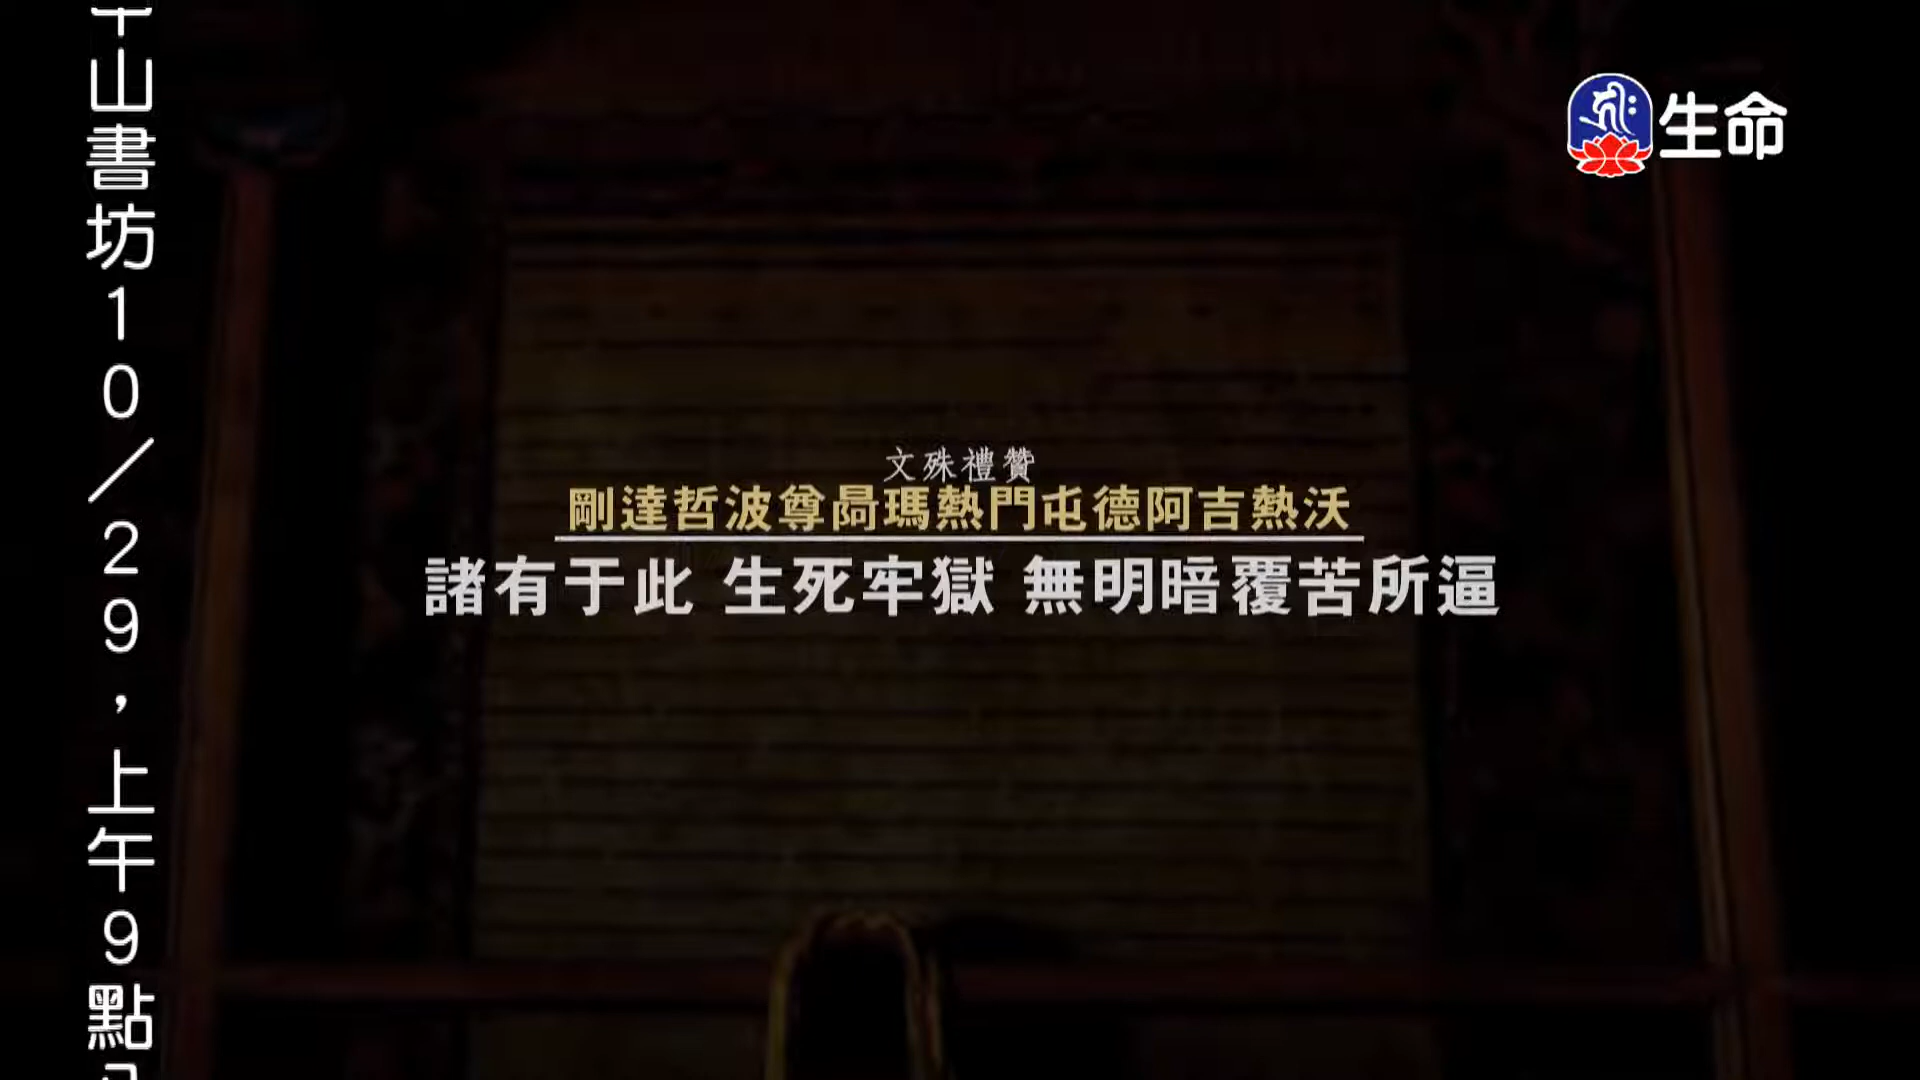 山書坊10/29，上午9點
生命
文殊禮贊
剛達哲波尊昺瑪熱門屯德阿吉熱沃
諸有于此 生死牢獄 無明暗覆苦所逼